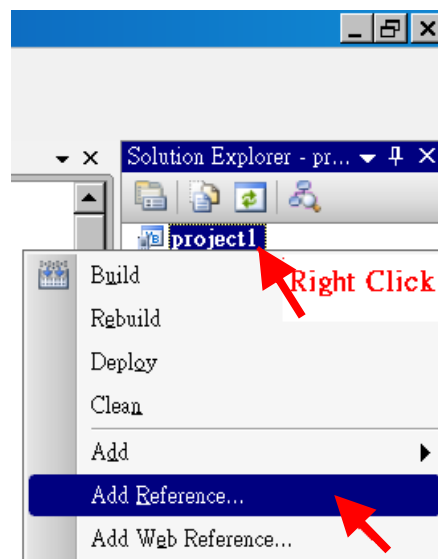 Solution Explorer - pr...
project1
Right Click
Build
Rebuild
Deploy
Clean
Add
Add Reference...
Add Web Reference...